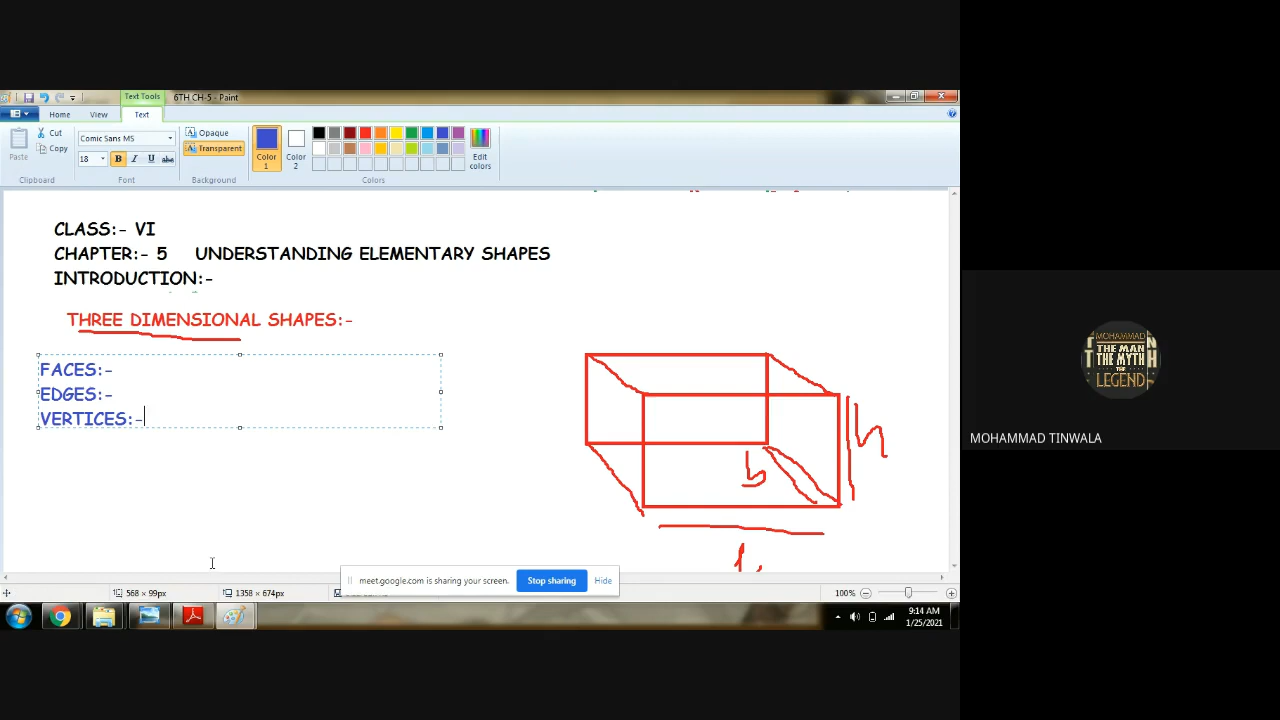 Text Tools
6TH CH-5 - Paint
Home
View
Text
Paste
Cut
Copy
Clipboard
Comic Sans MS
18
B I U abc
Font
Opaque
Transparent
Background
Color 1
Color 2
Edit colors
Colors
CLASS:- VI
CHAPTER:- 5 UNDERSTANDING ELEMENTARY SHAPES
INTRODUCTION:-
THREE DIMENSIONAL SHAPES:-
FACES:-
EDGES:-
VERTICES:-
h
b
meet.google.com is sharing your screen.
Stop sharing
Hide
568 × 99px
1358 × 674px
100%
9:14 AM
1/25/2021
MOHAMMAD
THE MAN
THE MYTH
THE
LEGEND
MOHAMMAD TINWALA